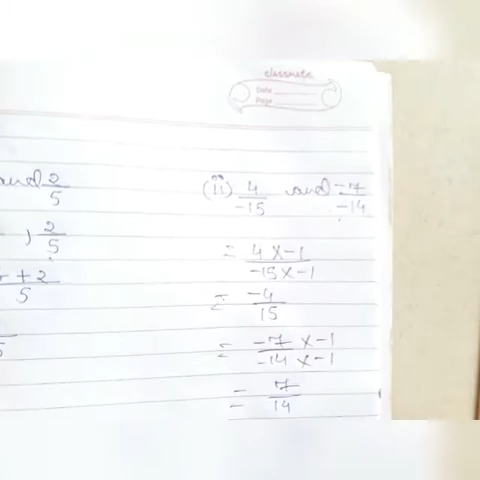 classmate
Date
Page
and 2/5
(ii) 4/-15 and -7/-14
, 2/5
= 4 x -1 / -15 x -1
+ 2 / 5
= -4/15
= -7 x -1 / -14 x -1
= 7/14